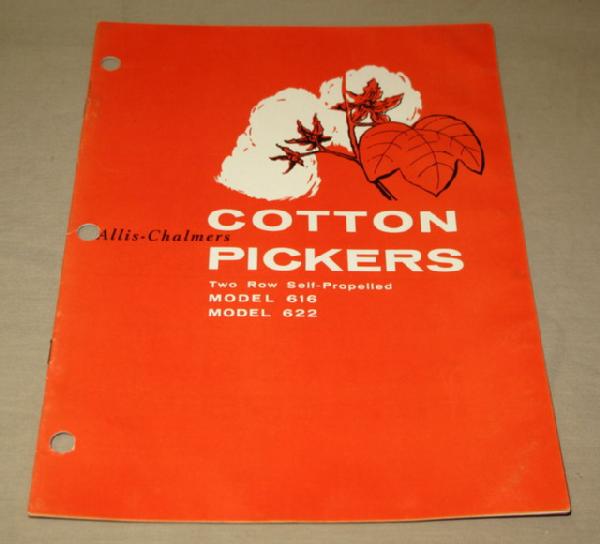 COTTON
Allis-Chalmers
PICKERS
Two Row Self-Propelled
MODEL 616
MODEL 622